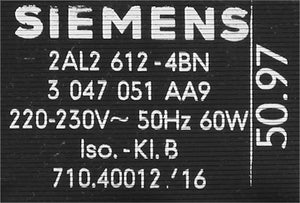 SIEMENS
2AL2 612-4BN
3 047 051 AA9
220-230V~ 50Hz 60W
Iso.-Kl.B
710.40012.'16
50.97